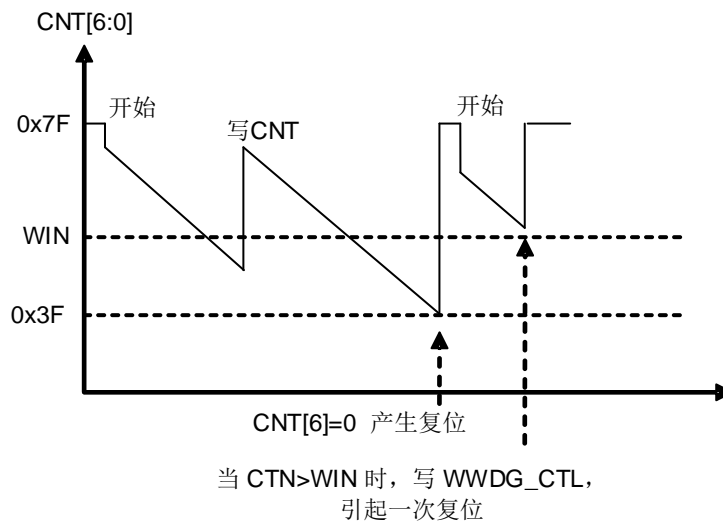 CNT[6:0]
开始
开始
0x7F
写CNT
WIN
0x3F
CNT[6]=0 产生复位
当 CTN>WIN 时，写 WWDG_CTL，
引起一次复位